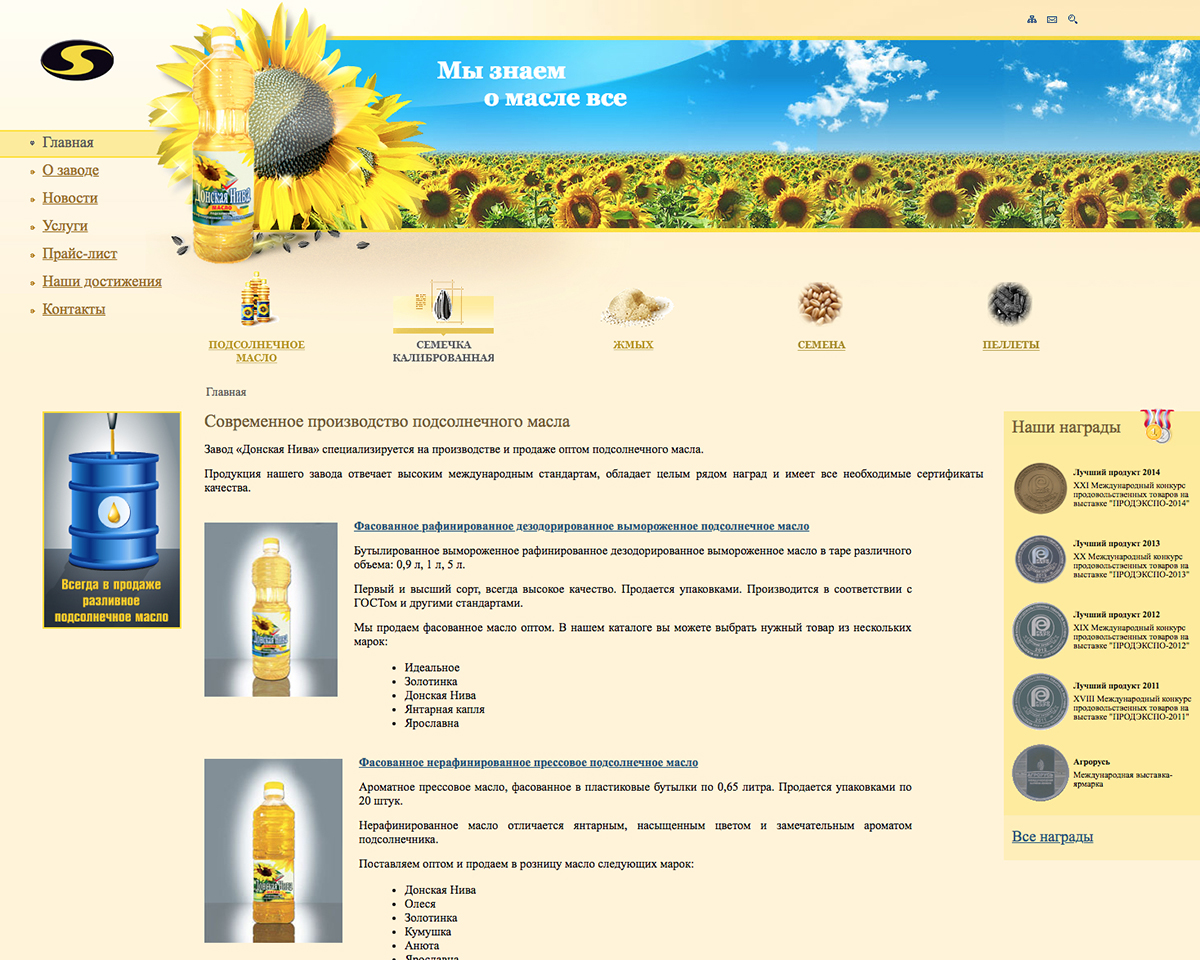 Мы знаем
о масле все
Донская Нива
МАСЛО
Главная
О заводе
Новости
Услуги
Прайс-лист
Наши достижения
Контакты
ПОДСОЛНЕЧНОЕ
МАСЛО
СЕМЕЧКА
КАЛИБРОВАННАЯ
ЖМЫХ
СЕМЕНА
ПЕЛЛЕТЫ
Главная
Всегда в продаже
разливное
подсолнечное масло
Современное производство подсолнечного масла
Завод «Донская Нива» специализируется на производстве и продаже оптом подсолнечного масла.
Продукция нашего завода отвечает высоким международным стандартам, обладает целым рядом наград и имеет все необходимые сертификаты
качества.
Фасованное рафинированное дезодорированное вымороженное подсолнечное масло
Бутылированное вымороженное рафинированное дезодорированное вымороженное масло в таре различного
объема: 0,9 л, 1 л, 5 л.
Первый и высший сорт, всегда высокое качество. Продается упаковками. Производится в соответствии с
ГОСТом и другими стандартами.
Мы продаем фасованное масло оптом. В нашем каталоге вы можете выбрать нужный товар из нескольких
марок:
• Идеальное
• Золотинка
• Донская Нива
• Янтарная капля
• Ярославна
Фасованное нерафинированное прессовое подсолнечное масло
Ароматное прессовое масло, фасованное в пластиковые бутылки по 0,65 литра. Продается упаковками по
20 штук.
Нерафинированное масло отличается янтарным, насыщенным цветом и замечательным ароматом
подсолнечника.
Поставляем оптом и продаем в розницу масло следующих марок:
• Донская Нива
• Олеся
• Золотинка
• Кумушка
• Анюта
• Ярославна
Наши награды
Лучший продукт 2014
XXI Международный конкурс
продовольственных товаров на
выставке "ПРОДЭКСПО-2014"
Лучший продукт 2013
XX Международный конкурс
продовольственных товаров на
выставке "ПРОДЭКСПО-2013"
Лучший продукт 2012
XIX Международный конкурс
продовольственных товаров на
выставке "ПРОДЭКСПО-2012"
Лучший продукт 2011
XVIII Международный конкурс
продовольственных товаров на
выставке "ПРОДЭКСПО-2011"
Агрорусь
Международная выставка-
ярмарка
Все награды